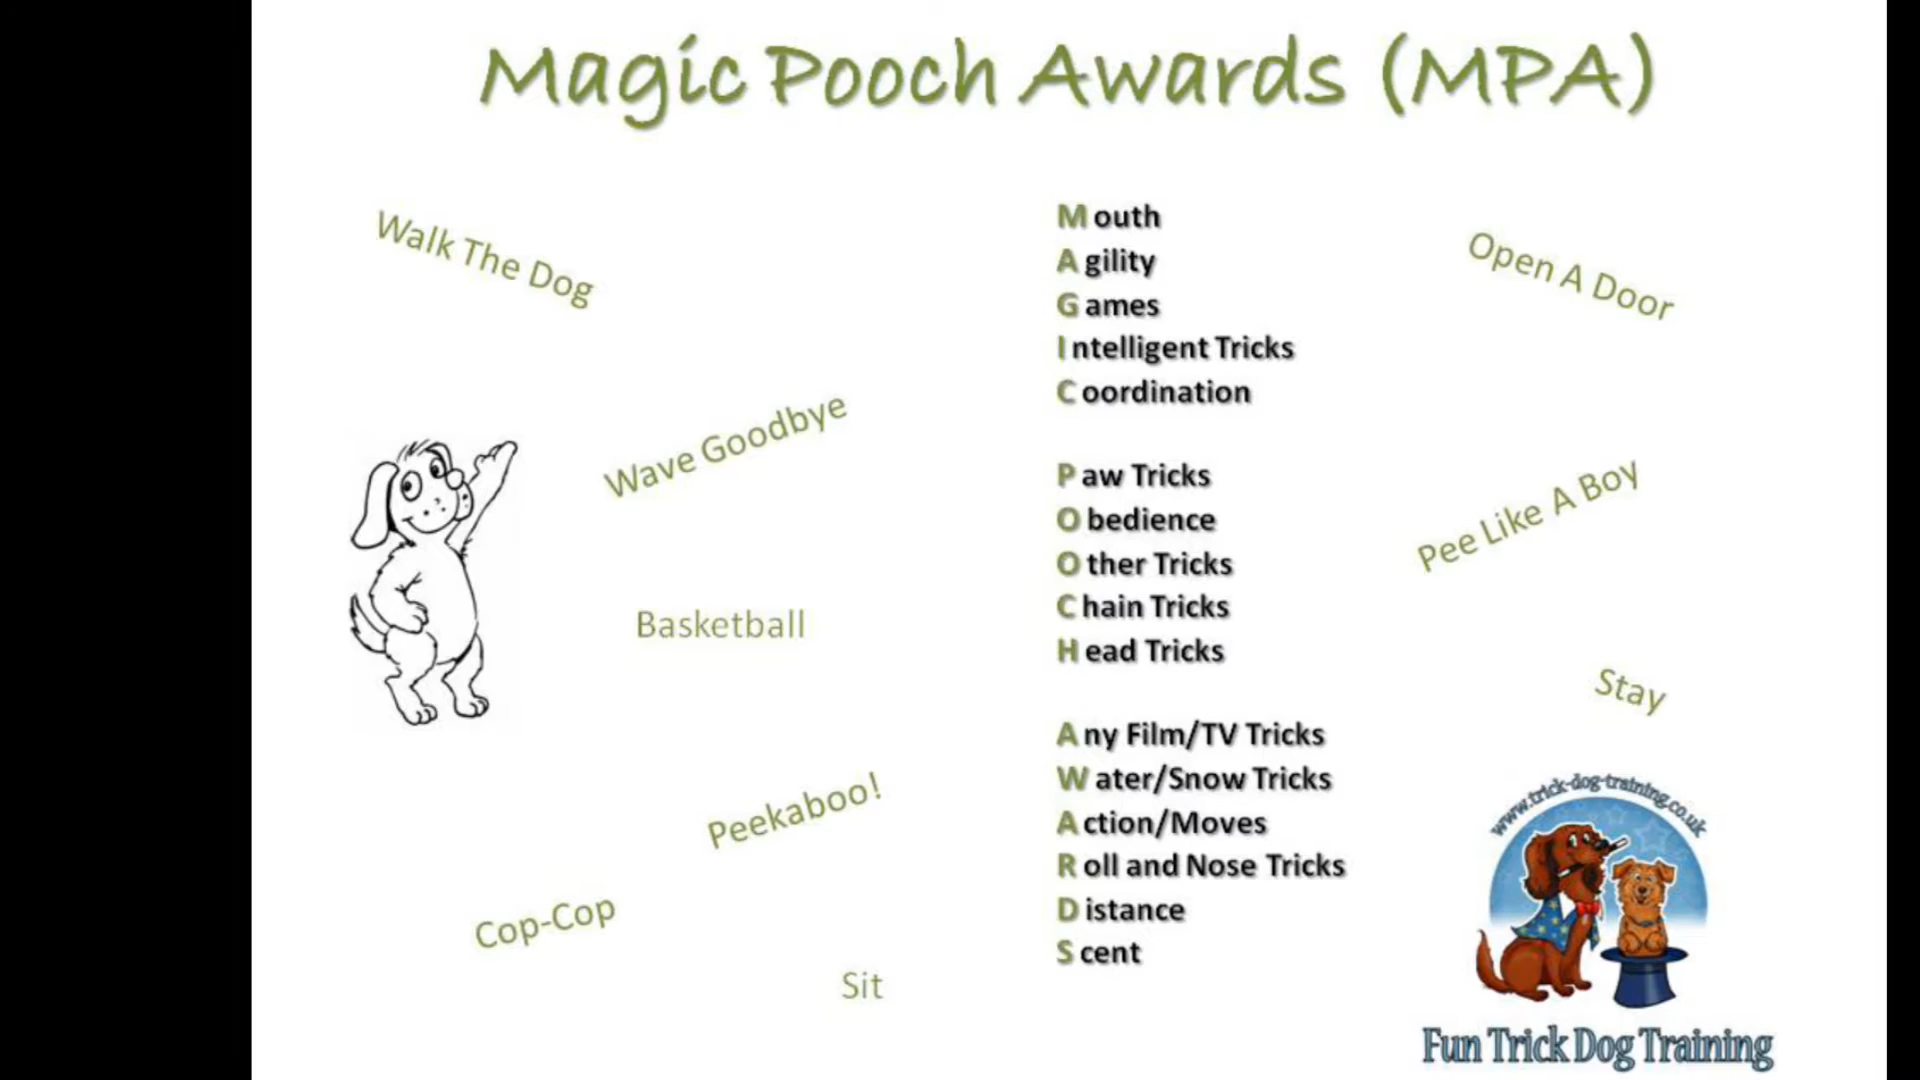 Magic Pooch Awards (MPA)
Walk The Dog
Wave Goodbye
Basketball
Peekaboo!
Cop-Cop
Sit
Mouth
Agility
Games
Intelligent Tricks
Coordination
Paw Tricks
Obedience
Other Tricks
Chain Tricks
Head Tricks
Any Film/TV Tricks
Water/Snow Tricks
Action/Moves
Roll and Nose Tricks
Distance
Scent
Open A Door
Pee Like A Boy
Stay
www.trick-dog-training.co.uk
Fun Trick Dog Training